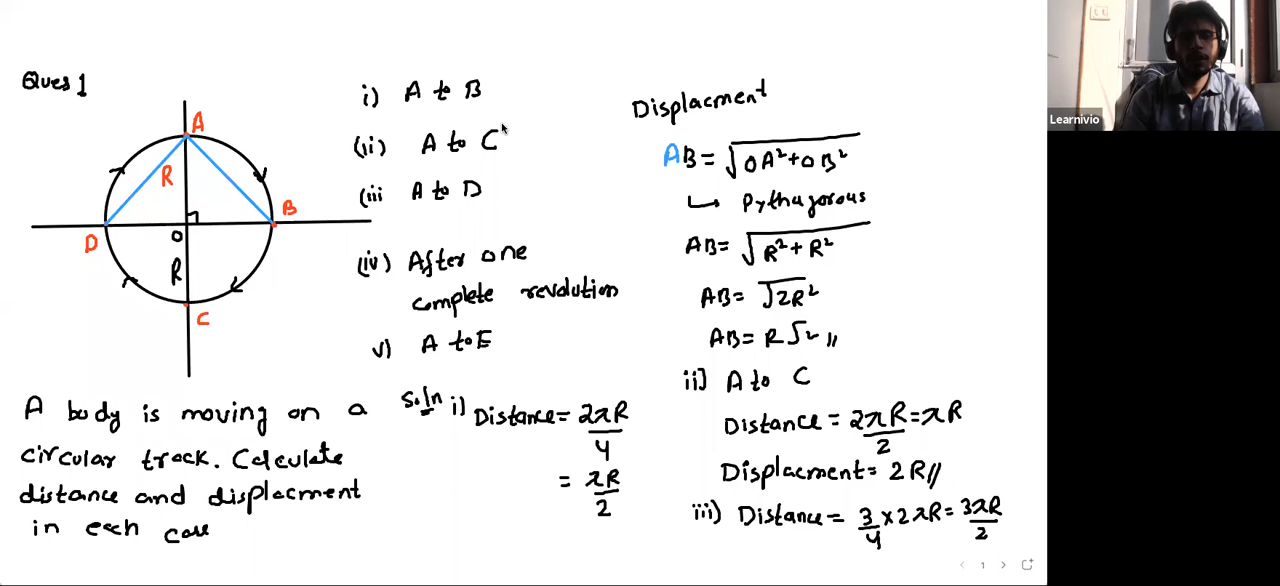 Ques 1
A
R
B
D
O
R
C
A body is moving on a
circular track. Calculate
distance and displacment
in each case
i) A to B
(ii) A to C
(iii A to D
(iv) After one
complete revolution
v) A to E
Soln i) Distance = 2πR/4
= πR/2
Displacment
AB = √OA²+OB²
↳ Pythagorous
AB = √R²+R²
AB = √2R²
AB = R√2 //
ii] A to C
Distance = 2πR/2 = πR
Displacment = 2R//
iii) Distance = 3/4 × 2πR = 3πR/2
Learnivio
1